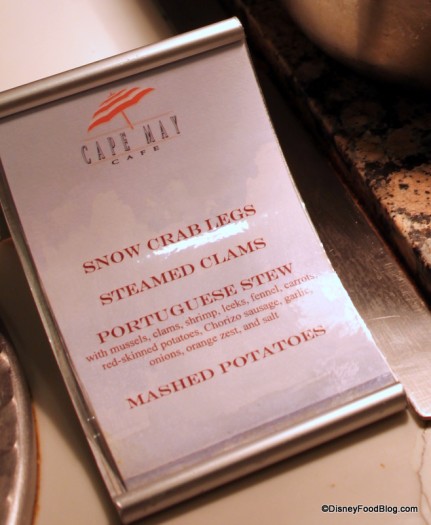 CAPE MAY
CAFE
SNOW CRAB LEGS
STEAMED CLAMS
PORTUGUESE STEW
with mussels, clams, shrimp, leeks, fennel, carrots,
red-skinned potatoes, Chorizo sausage, garlic,
onions, orange zest, and salt
MASHED POTATOES
©DisneyFoodBlog.com